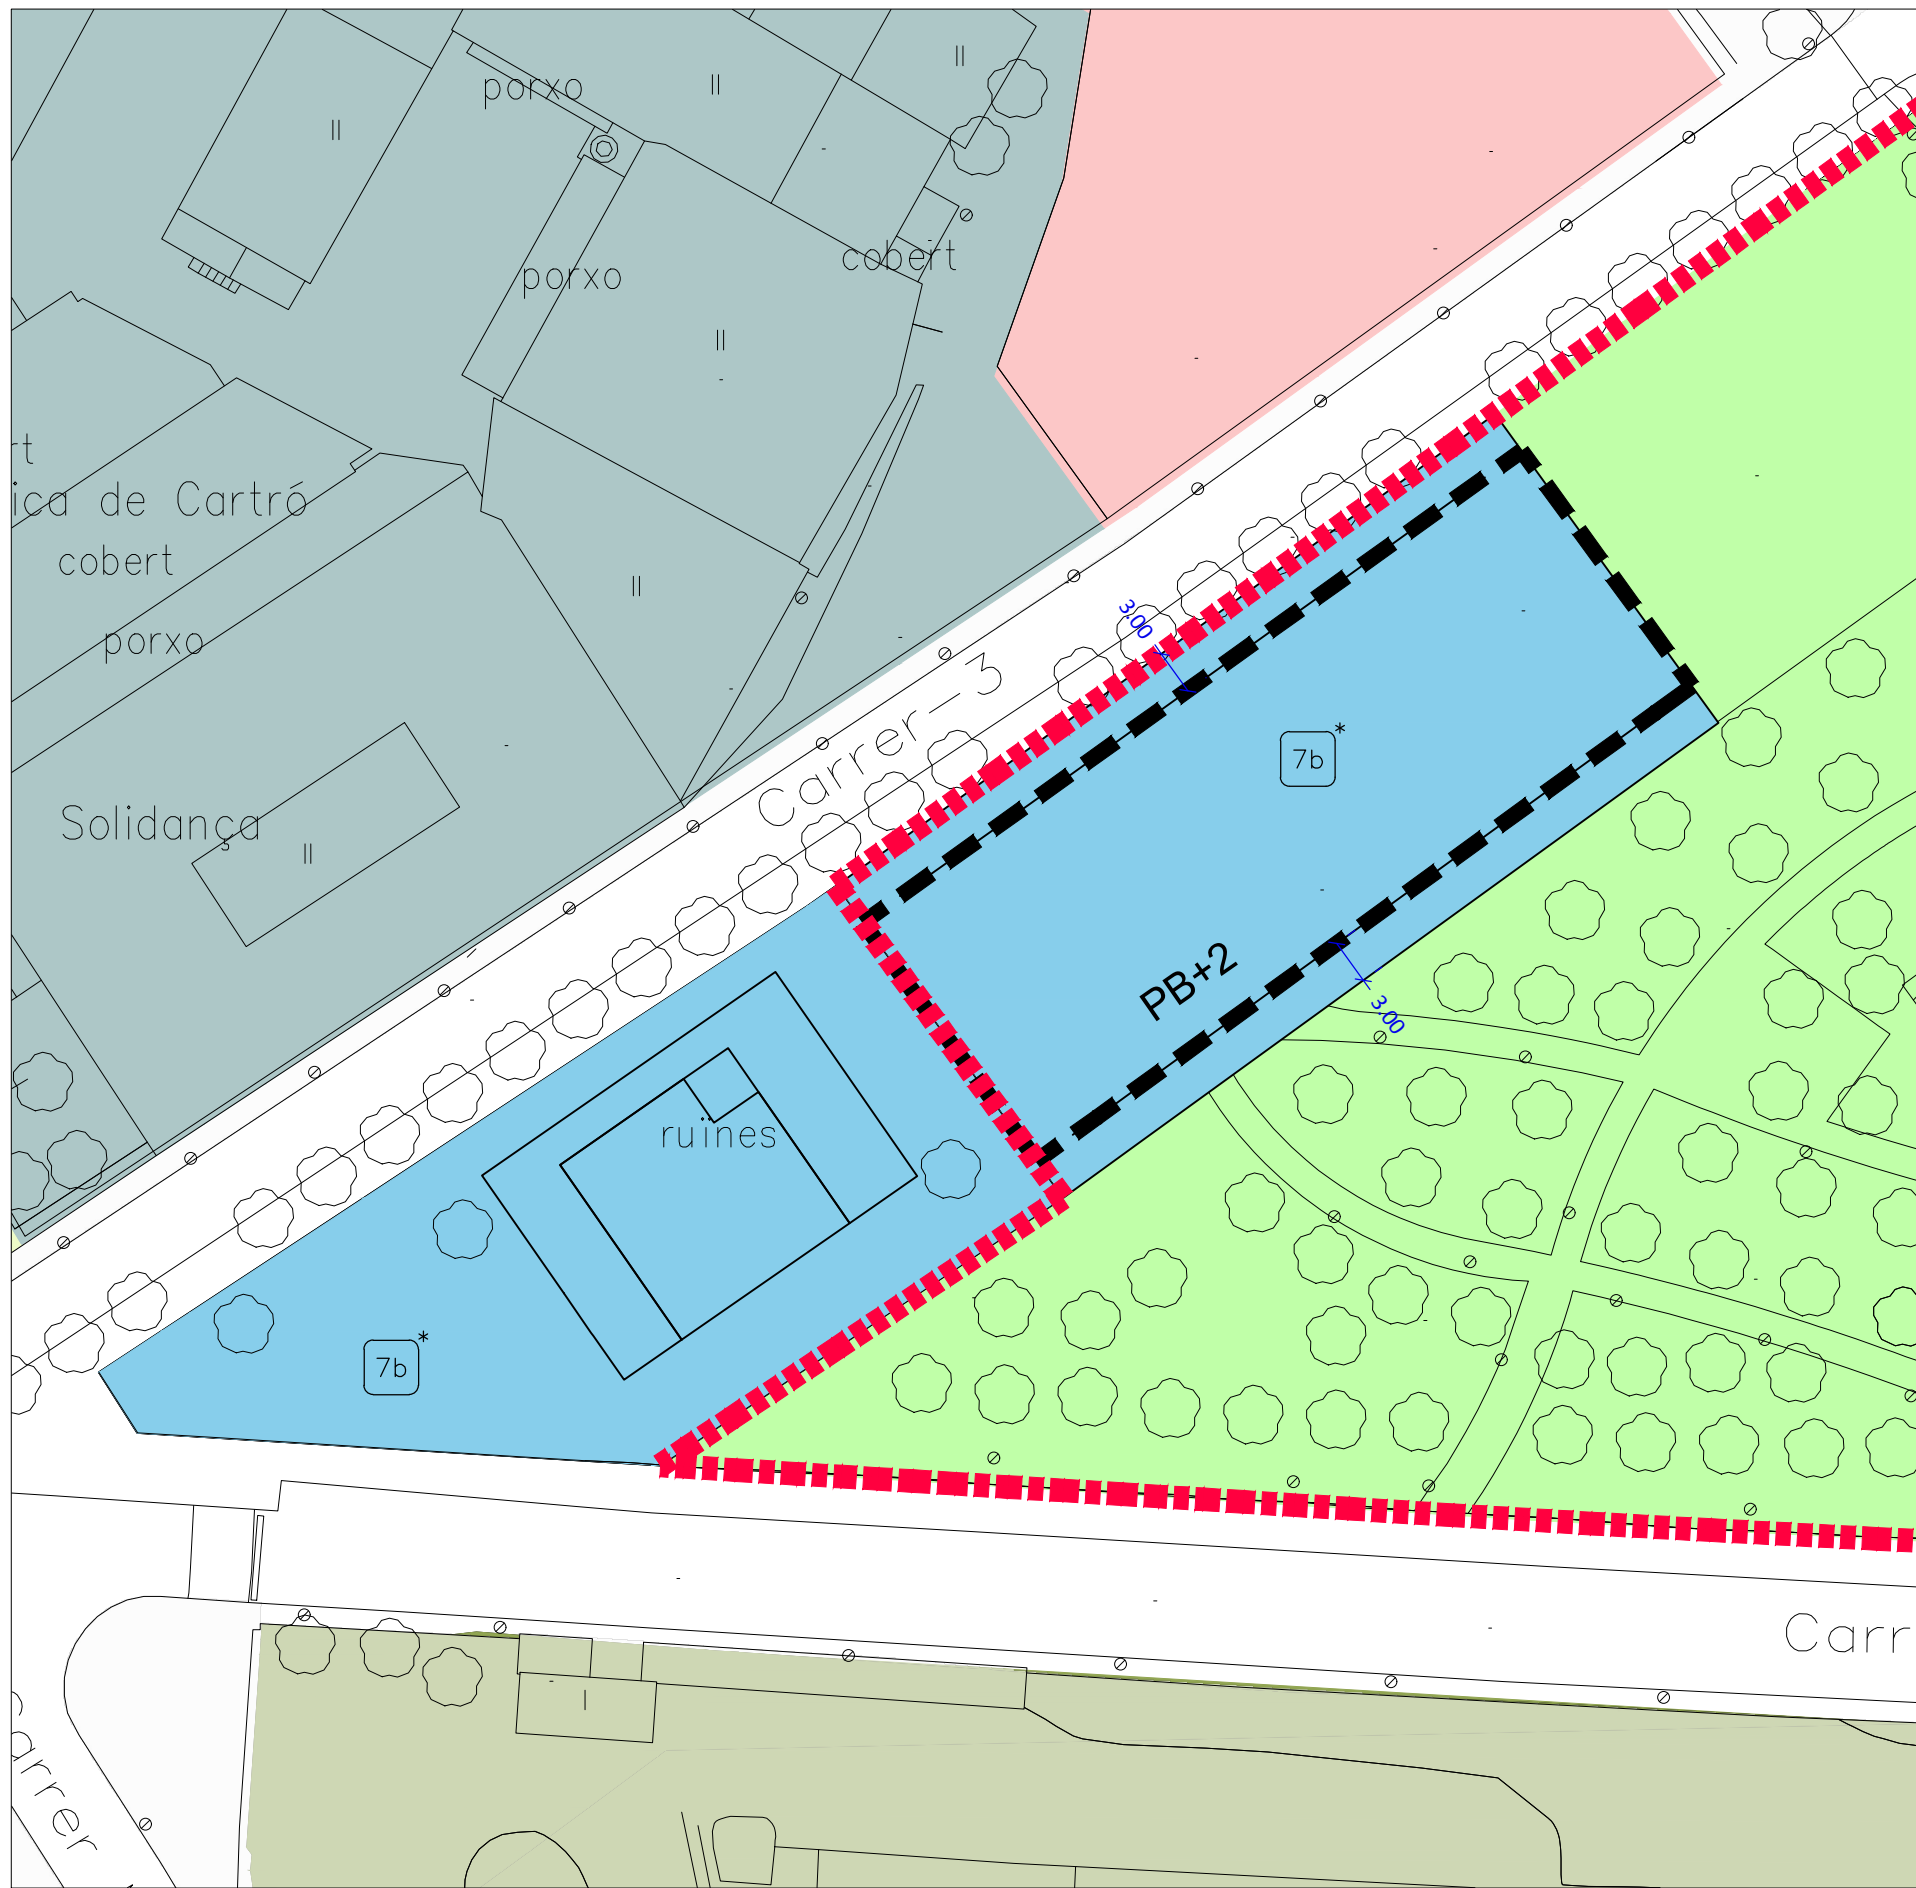 porxo
II
II
II
porxo
cobert
II
rt
ica de Cartró
cobert
II
porxo
3.00
Carrer-3
7b*
Solidança
II
PB+2
3.00
ruïnes
7b*
Carr
I
arrer